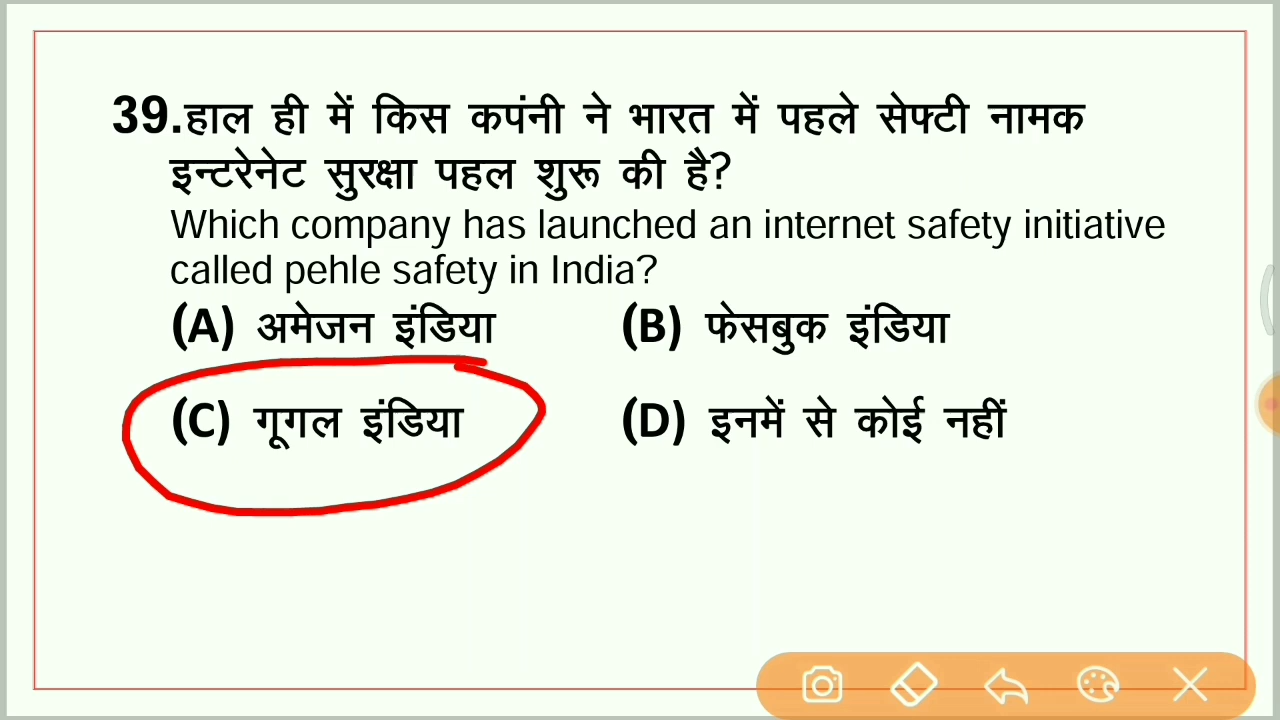 39.हाल ही में किस कपंनी ने भारत में पहले सेफ्टी नामक
इन्टरेनेट सुरक्षा पहल शुरू की है?
Which company has launched an internet safety initiative
called pehle safety in India?
(A) अमेजन इंडिया (B) फेसबुक इंडिया
(C) गूगल इंडिया (D) इनमें से कोई नहीं